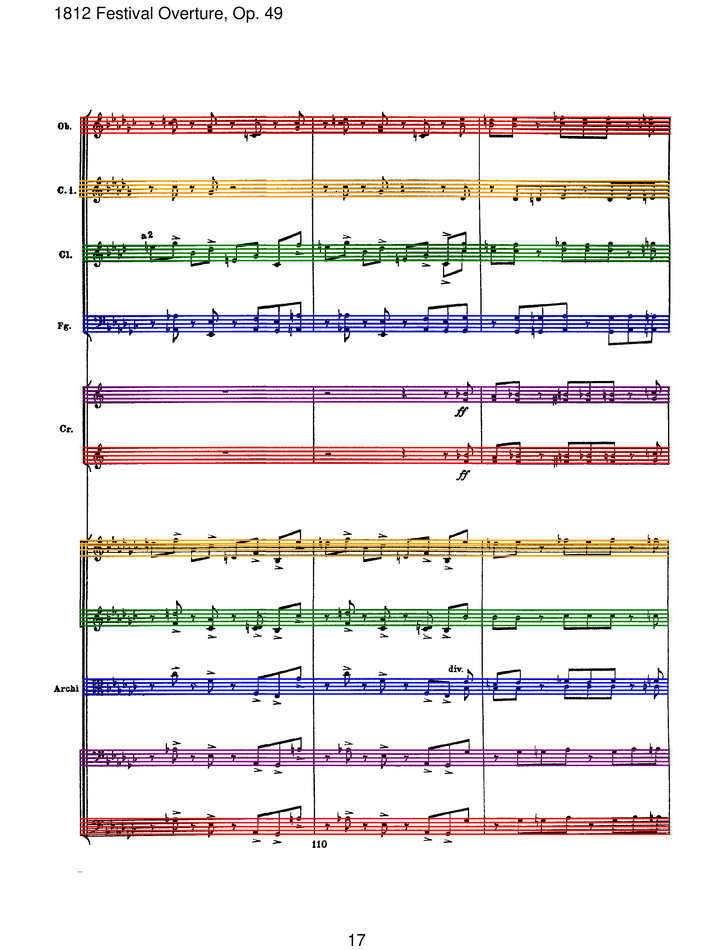 1812 Festival Overture, Op. 49
Ob.
C. i.
a2
Cl.
Fg.
ff
Cr.
ff
div.
Archi
110
17